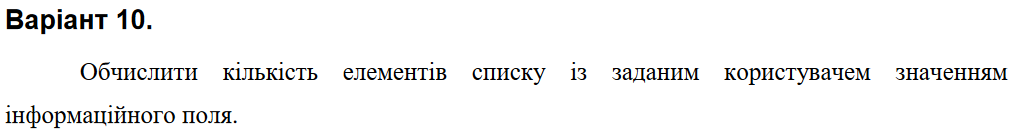 Варіант 10.
Обчислити кількість елементів списку із заданим користувачем значенням
інформаційного поля.